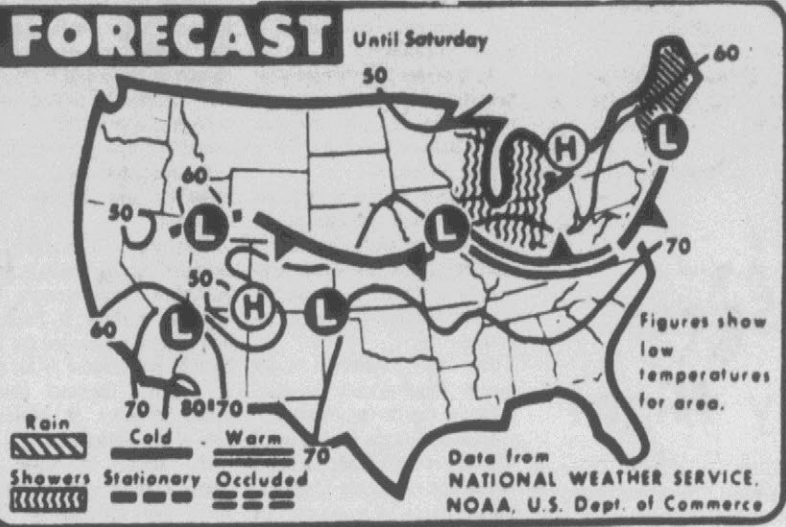 FORECAST
Until Saturday
50
60
H
L
60
50
L
L
70
50
H
L
L
60
Figures show
low
temperatures
for area.
70 80 70
70
Rain
Cold
Warm
Showers
Stationary
Occluded
Data from
NATIONAL WEATHER SERVICE,
NOAA, U.S. Dept. of Commerce